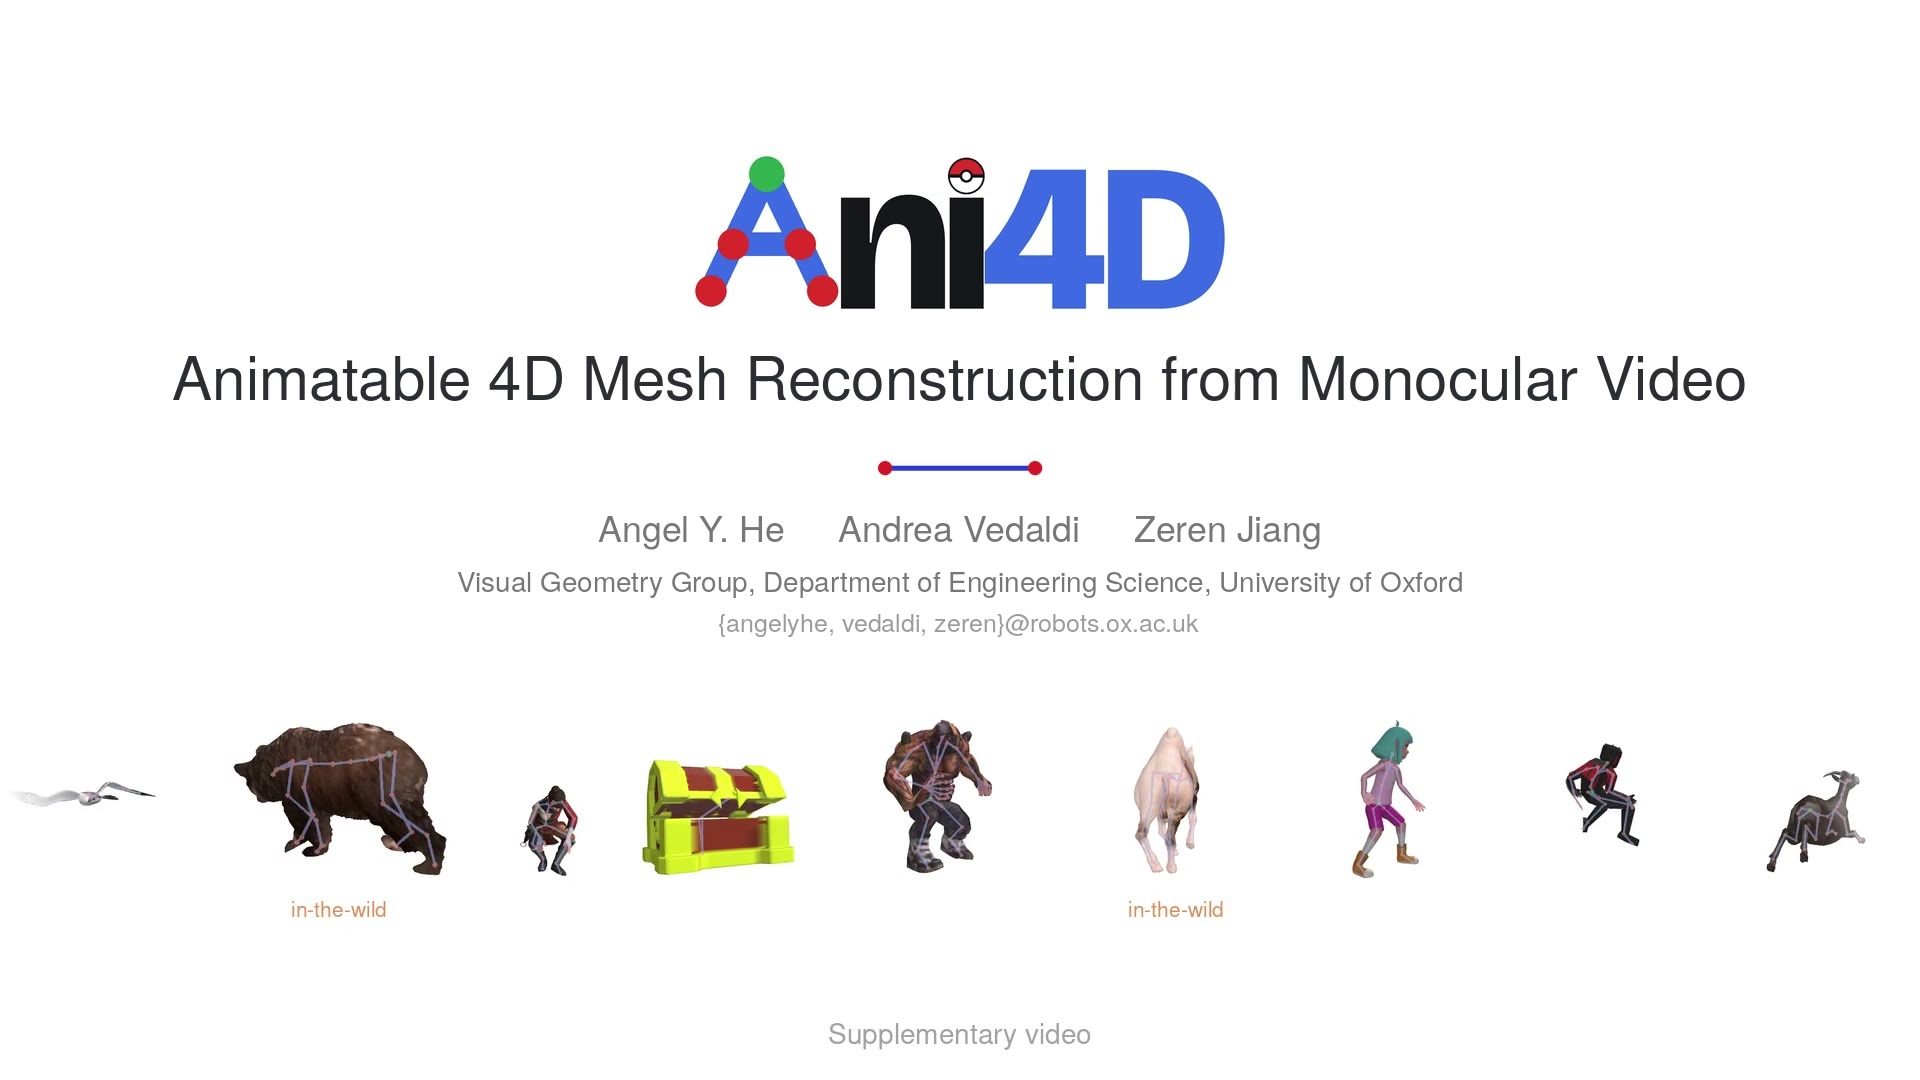 Ani4D
Animatable 4D Mesh Reconstruction from Monocular Video
Angel Y. He Andrea Vedaldi Zeren Jiang
Visual Geometry Group, Department of Engineering Science, University of Oxford
{angelyhe, vedaldi, zeren}@robots.ox.ac.uk
in-the-wild in-the-wild
Supplementary video